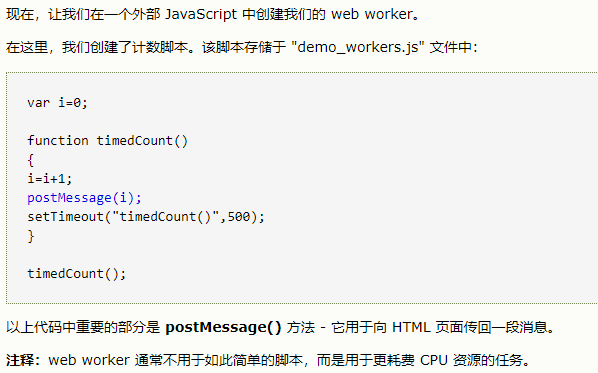 现在，让我们在一个外部 JavaScript 中创建我们的 web worker。
在这里，我们创建了计数脚本。该脚本存储于 "demo_workers.js" 文件中：
var i=0;
function timedCount()
{
i=i+1;
postMessage(i);
setTimeout("timedCount()",500);
}
timedCount();
以上代码中重要的部分是 postMessage() 方法 - 它用于向 HTML 页面传回一段消息。
注释：web worker 通常不用于如此简单的脚本，而是用于更耗费 CPU 资源的任务。